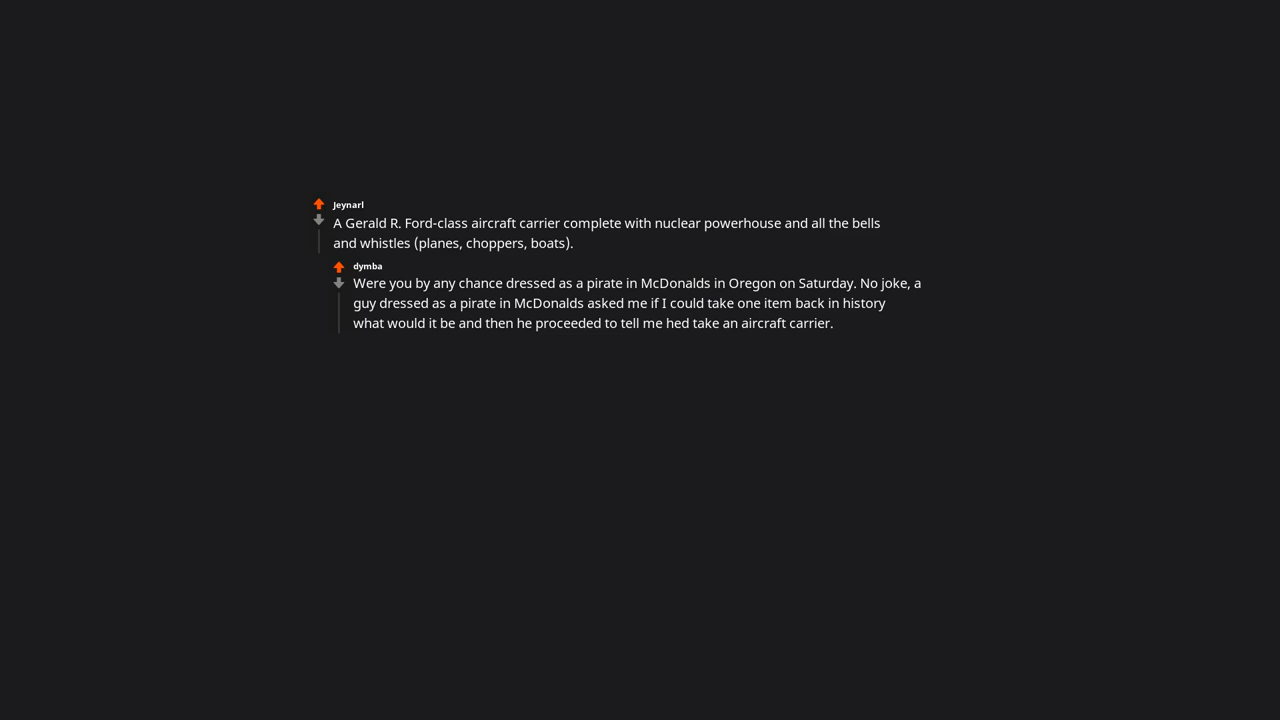 Jeynarl
A Gerald R. Ford-class aircraft carrier complete with nuclear powerhouse and all the bells
and whistles (planes, choppers, boats).
dymba
Were you by any chance dressed as a pirate in McDonalds in Oregon on Saturday. No joke, a
guy dressed as a pirate in McDonalds asked me if I could take one item back in history
what would it be and then he proceeded to tell me hed take an aircraft carrier.